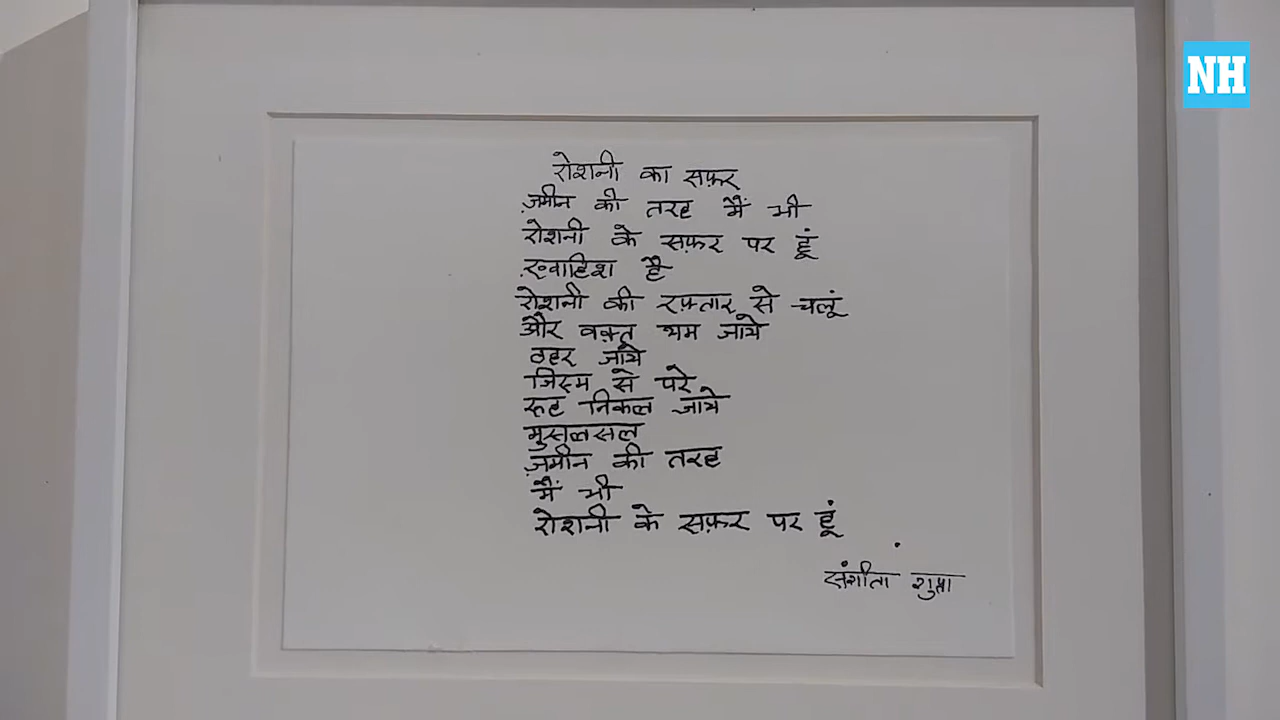 NH
रोशनी का सफ़र
ज़मीन की तरह मैं भी
रोशनी के सफ़र पर हूं
ख़्वाहिश है
रोशनी की रफ़्तार से चलूं
और वक़्त थम जाये
ठहर जाये
जिस्म से परे
रूह निकल जाये
मुसलसल
ज़मीन की तरह
मैं भी
रोशनी के सफ़र पर हूं
संगीता गुप्ता